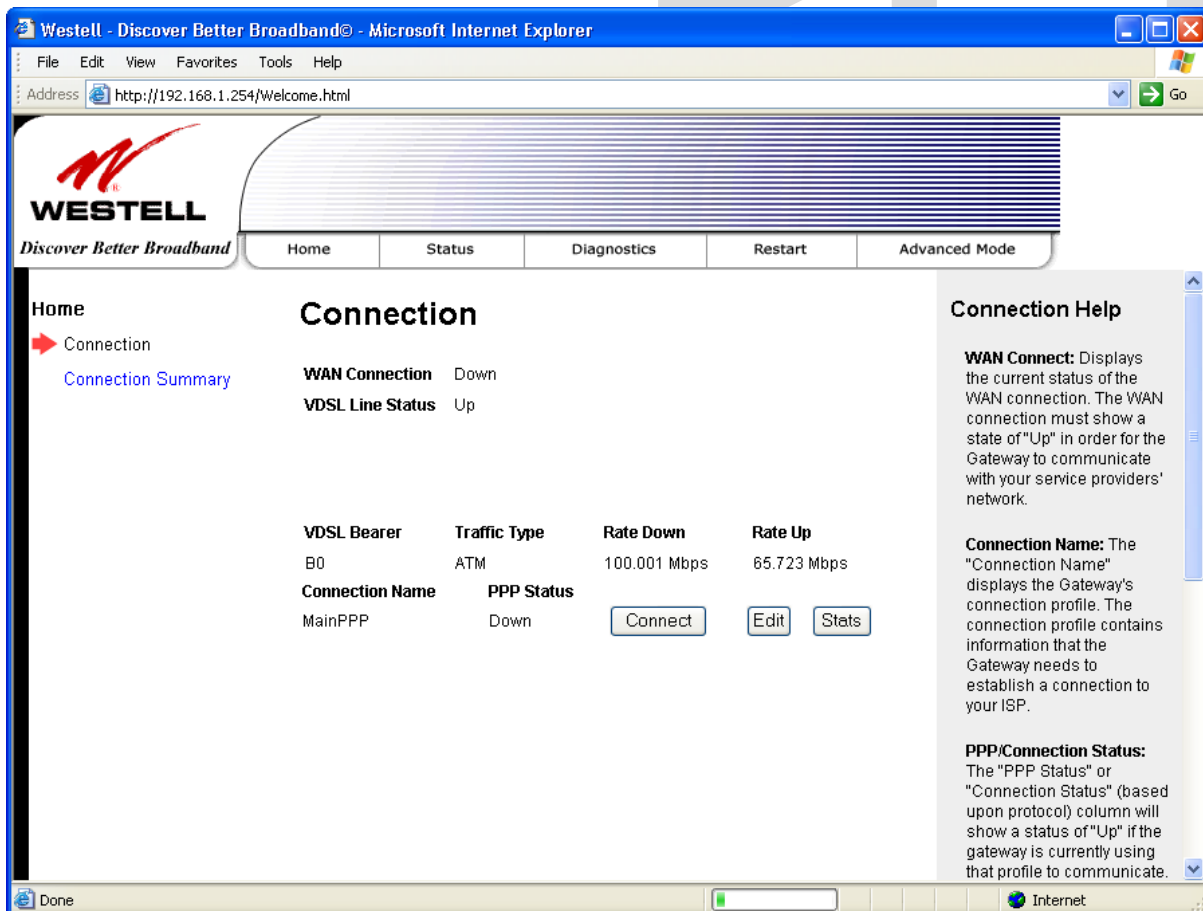 Westell - Discover Better Broadband© - Microsoft Internet Explorer
File Edit View Favorites Tools Help
Address http://192.168.1.254/Welcome.html Go
WESTELL
Discover Better Broadband
Home Status Diagnostics Restart Advanced Mode
Home
Connection
Connection Summary
Connection
WAN Connection Down
VDSL Line Status Up
VDSL Bearer Traffic Type Rate Down Rate Up
B0 ATM 100.001 Mbps 65.723 Mbps
Connection Name PPP Status
MainPPP Down Connect Edit Stats
Connection Help
WAN Connect: Displays
the current status of the
WAN connection. The WAN
connection must show a
state of "Up" in order for the
Gateway to communicate
with your service providers'
network.
Connection Name: The
"Connection Name"
displays the Gateway's
connection profile. The
connection profile contains
information that the
Gateway needs to
establish a connection to
your ISP.
PPP/Connection Status:
The "PPP Status" or
"Connection Status" (based
upon protocol) column will
show a status of "Up" if the
gateway is currently using
that profile to communicate.
Done Internet